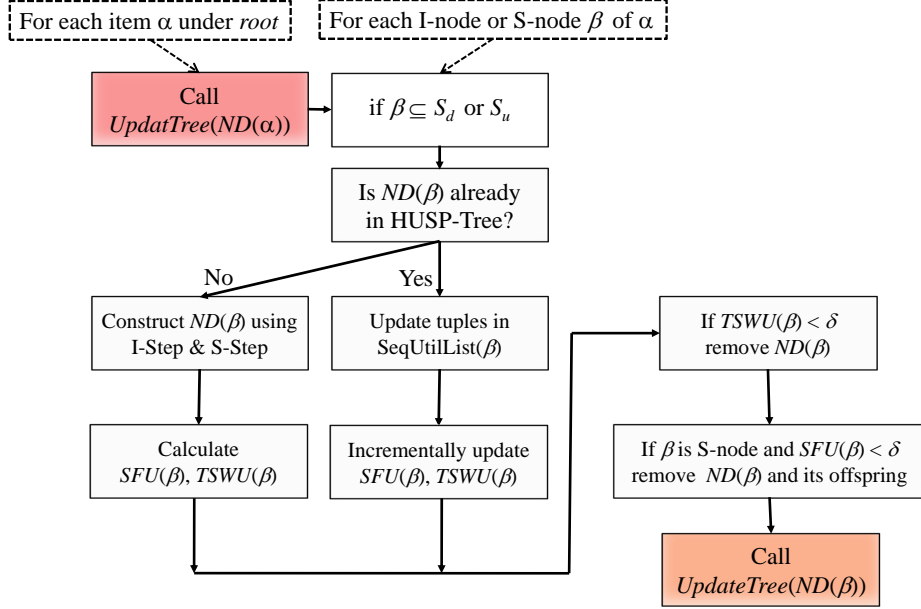 For each item α under root
For each I-node or S-node β of α
Call
UpdatTree(ND(α))
if β ⊆ S_d or S_u
Is ND(β) already
in HUSP-Tree?
No
Yes
Construct ND(β) using
I-Step & S-Step
Update tuples in
SeqUtilList(β)
If TSWU(β) < δ
remove ND(β)
Calculate
SFU(β), TSWU(β)
Incrementally update
SFU(β), TSWU(β)
If β is S-node and SFU(β) < δ
remove ND(β) and its offspring
Call
UpdateTree(ND(β))